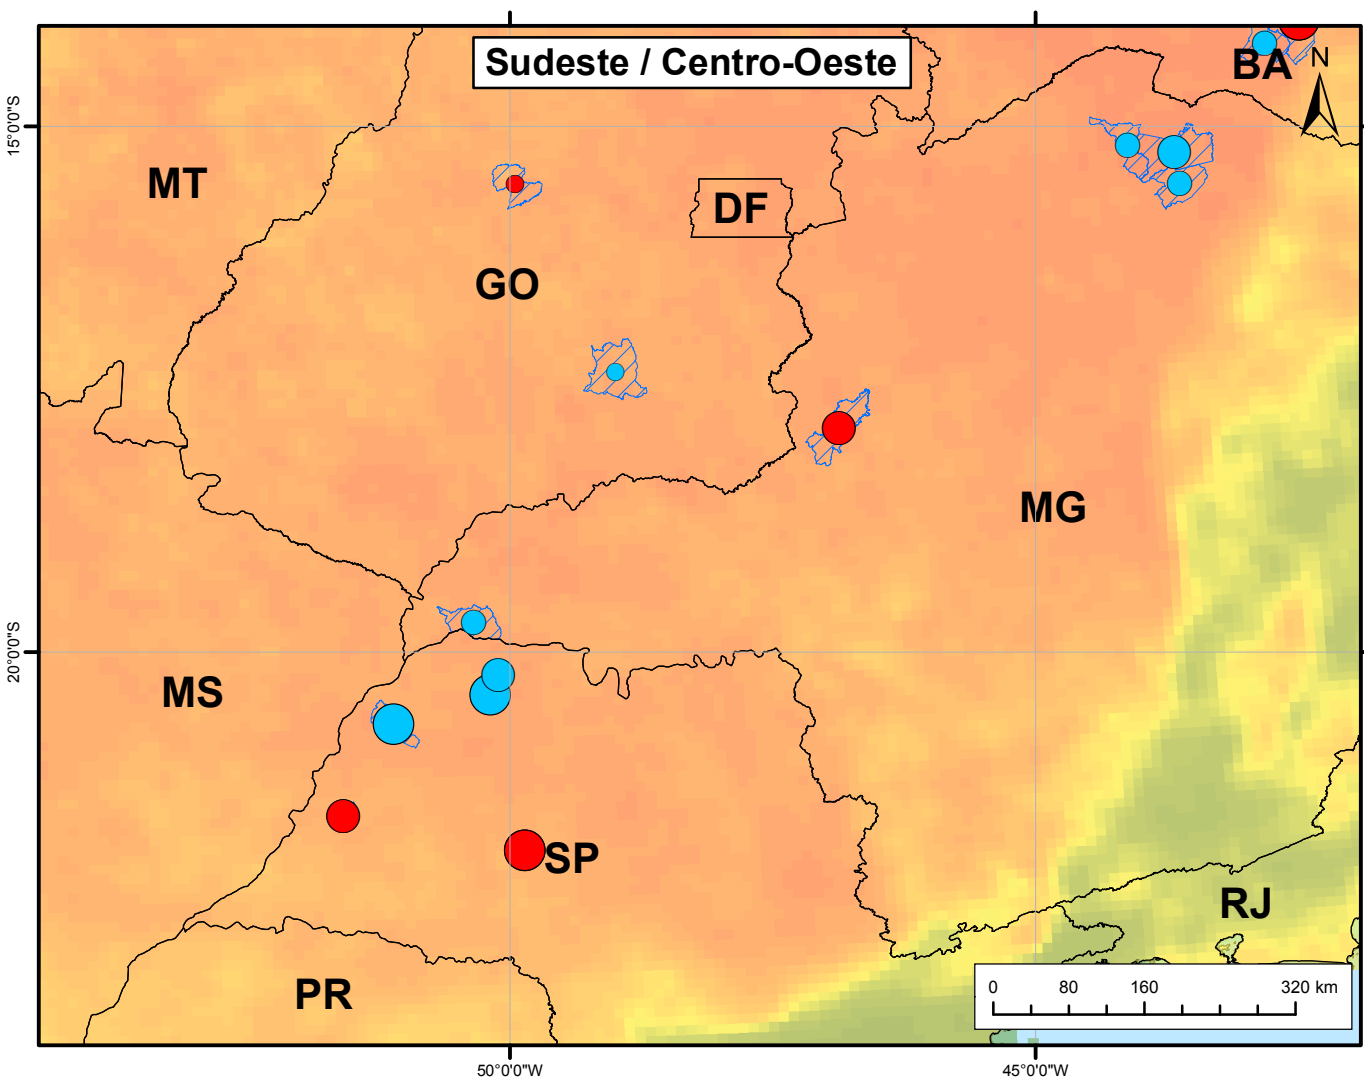 Sudeste / Centro-Oeste
BA
N
15°0'0"S
MT
DF
GO
MG
20°0'0"S
MS
SP
RJ
PR
0 80 160 320 km
50°0'0"W 45°0'0"W